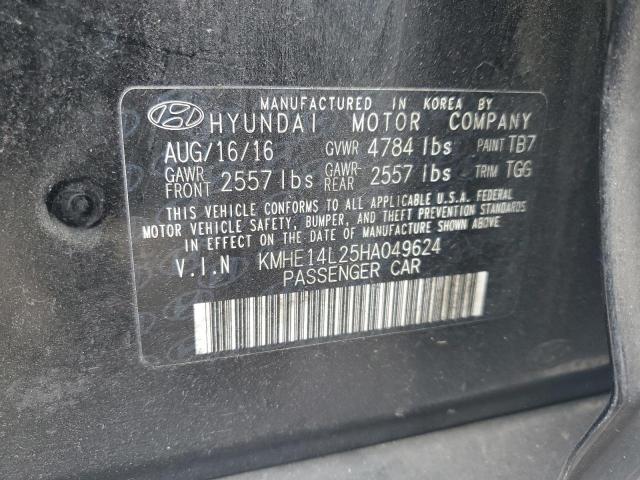 MANUFACTURED IN KOREA BY
HYUNDAI MOTOR COMPANY
AUG/16/16 GVWR 4784 lbs PAINT TB7
GAWR FRONT 2557 lbs GAWR- REAR 2557 lbs TRIM TGG
THIS VEHICLE CONFORMS TO ALL APPLICABLE U.S.A. FEDERAL
MOTOR VEHICLE SAFETY, BUMPER, AND THEFT PREVENTION STANDARDS
IN EFFECT ON THE DATE OF MANUFACTURE SHOWN ABOVE.
V.I.N KMHE14L25HA049624
PASSENGER CAR